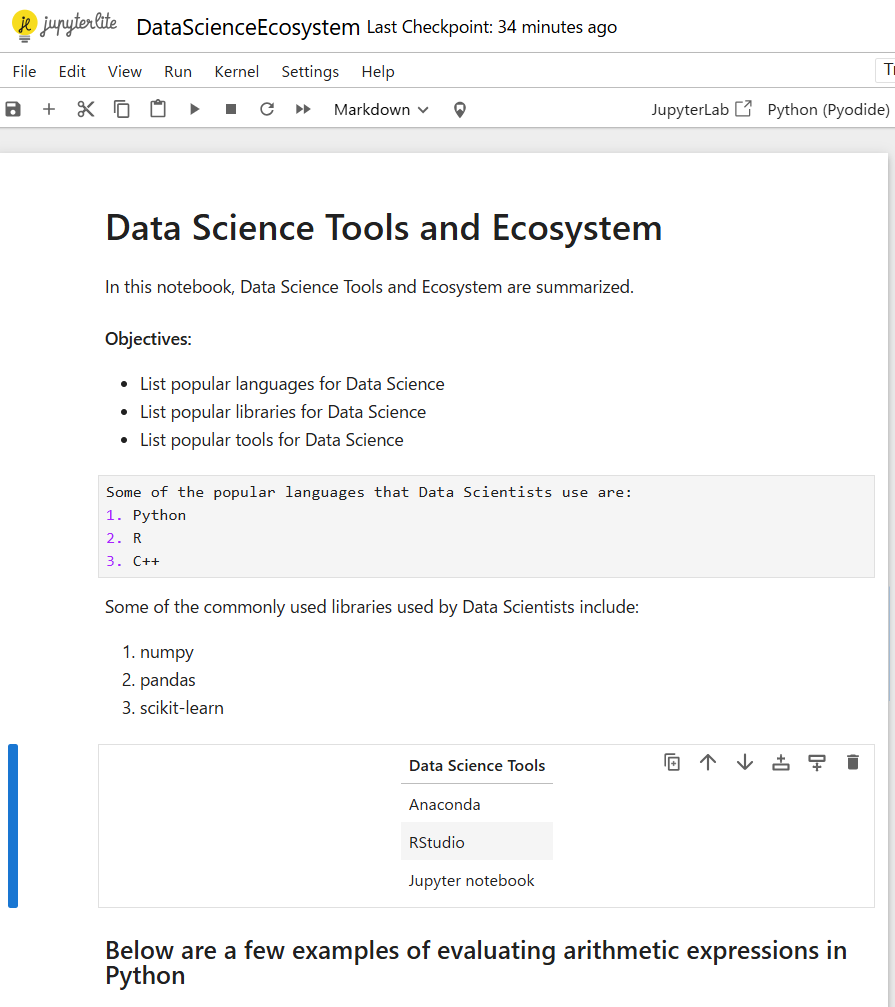 jupyterlite DataScienceEcosystem Last Checkpoint: 34 minutes ago
File Edit View Run Kernel Settings Help
Markdown JupyterLab Python (Pyodide)
Data Science Tools and Ecosystem
In this notebook, Data Science Tools and Ecosystem are summarized.
Objectives:
• List popular languages for Data Science
• List popular libraries for Data Science
• List popular tools for Data Science
Some of the popular languages that Data Scientists use are:
1. Python
2. R
3. C++
Some of the commonly used libraries used by Data Scientists include:
1. numpy
2. pandas
3. scikit-learn
Data Science Tools
Anaconda
RStudio
Jupyter notebook
Below are a few examples of evaluating arithmetic expressions in
Python